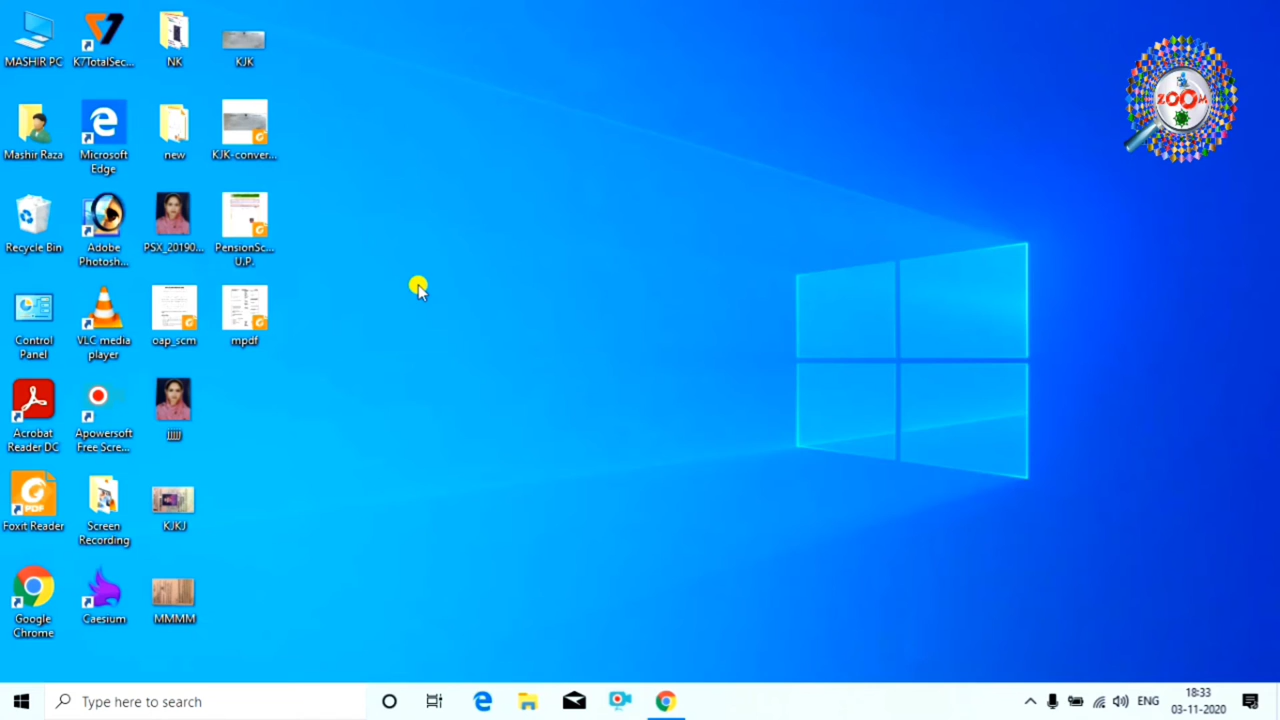 MASHIR PC
K7TotalSec...
NK
KJK
ZOOM
Mashir Raza
Microsoft
Edge
new
KJK-conver...
Recycle Bin
Adobe
Photosh...
PSX_20190...
PensionSc...
U.P.
Control
Panel
VLC media
player
oap_scm
mpdf
Acrobat
Reader DC
Apowersoft
Free Scre...
jjjjj
PDF
Foxit Reader
Screen
Recording
KJKJ
Google
Chrome
Caesium
MMMM
Type here to search
ENG
18:33
03-11-2020